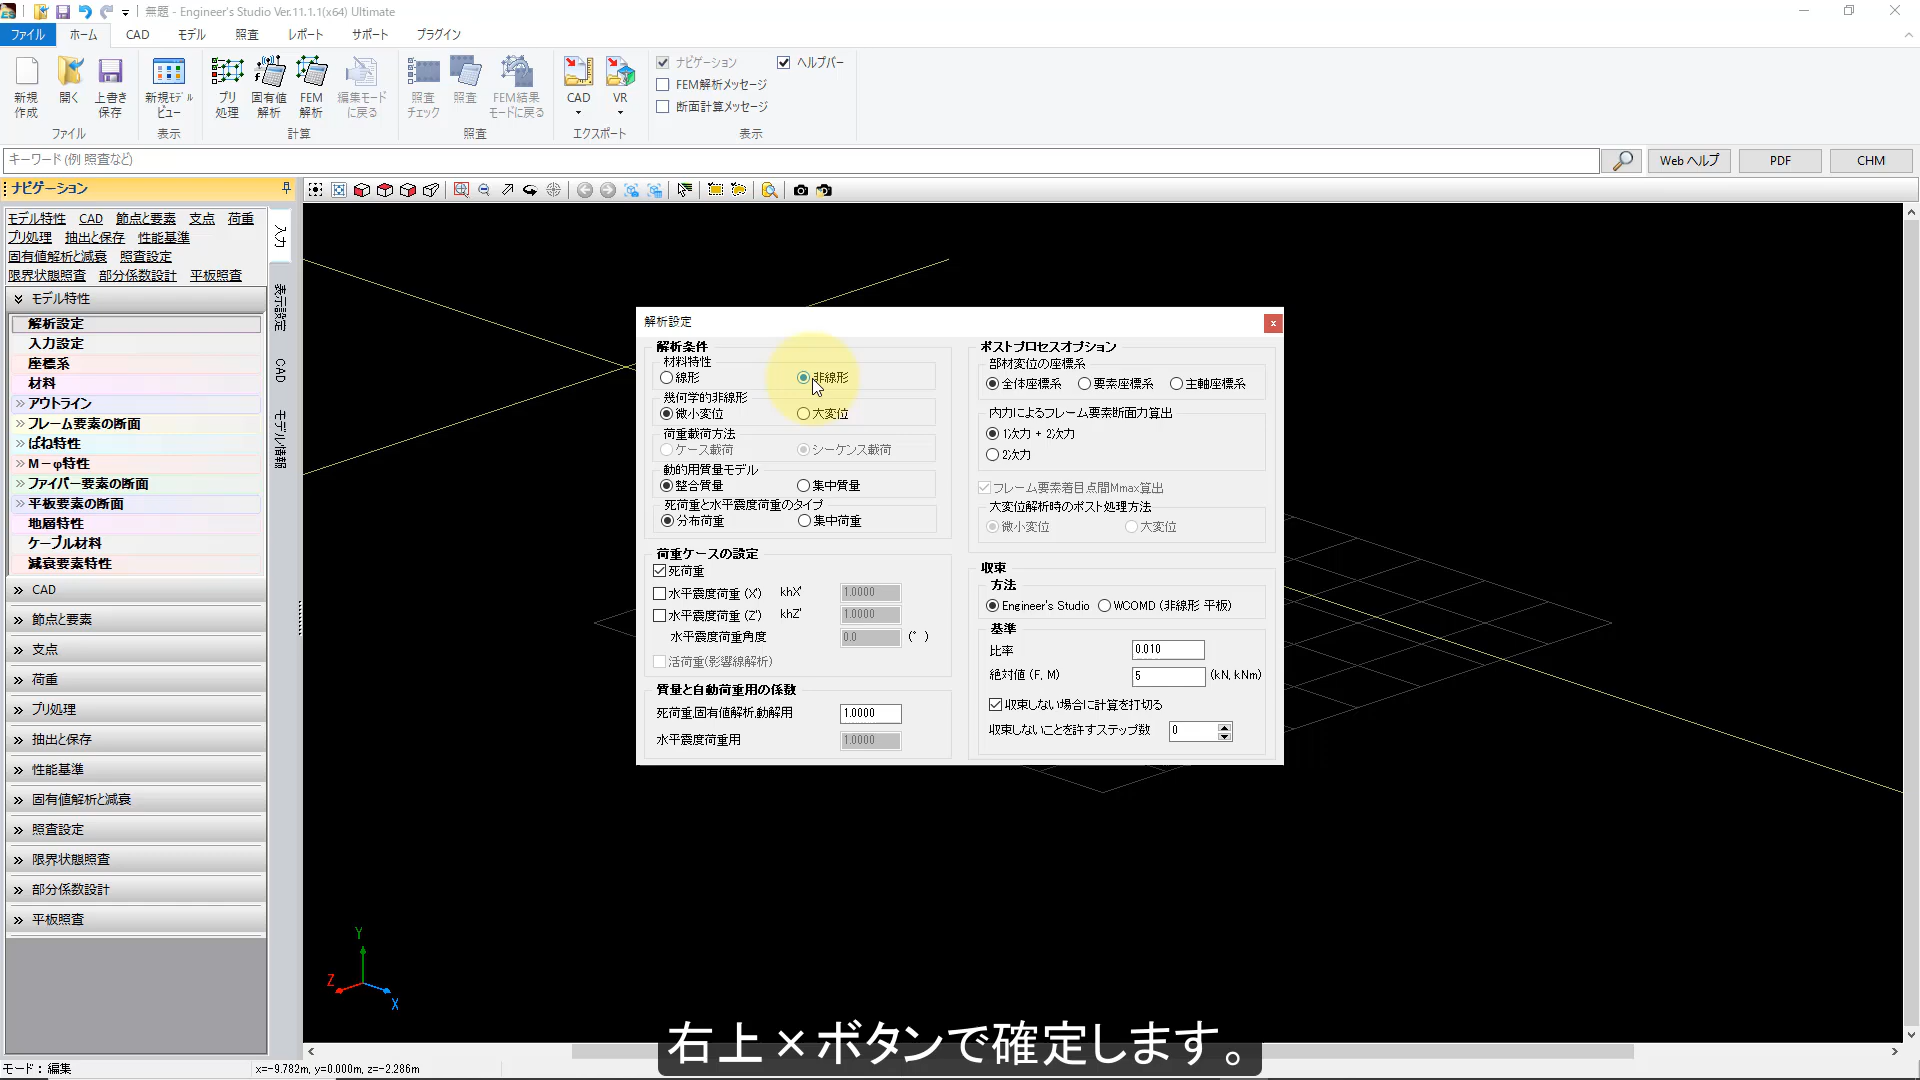 無題 - Engineer's Studio Ver.11.1.1(x64) Ultimate
ファイル ホーム CAD モデル 照査 レポート サポート プラグイン
新規作成 開く 上書き保存 新規モデルビュー プリ処理 固有値解析 FEM解析 編集モードに戻る 照査チェック 照査 FEM結果モードに戻る CAD VR
ナビゲーション ヘルプバー
FEM解析メッセージ
断面計算メッセージ
ファイル 表示 計算 照査 エクスポート 表示
キーワード (例 照査など) Web ヘルプ PDF CHM
ナビゲーション
モデル特性 CAD 節点と要素 支点 荷重
プリ処理 抽出と保存 性能基準
固有値解析と減衰 照査設定
限界状態照査 部分係数設計 平板照査
入力
表示設定
CAD
モデル情報
モデル特性
解析設定
入力設定
座標系
材料
アウトライン
フレーム要素の断面
ばね特性
M-φ特性
ファイバー要素の断面
平板要素の断面
地層特性
ケーブル材料
減衰要素特性
CAD
節点と要素
支点
荷重
プリ処理
抽出と保存
性能基準
固有値解析と減衰
照査設定
限界状態照査
部分係数設計
平板照査
解析設定 x
解析条件
材料特性
線形 非線形
幾何学的非線形
微小変位 大変位
荷重載荷方法
ケース載荷 シーケンス載荷
動的用質量モデル
整合質量 集中質量
死荷重と水平震度荷重のタイプ
分布荷重 集中荷重
荷重ケースの設定
死荷重
水平震度荷重 (X') khX' 1.0000
水平震度荷重 (Z') khZ' 1.0000
水平震度荷重角度 0.0 (°)
活荷重(影響線解析)
質量と自動荷重用の係数
死荷重,固有値解析,動解用 1.0000
水平震度荷重用 1.0000
ポストプロセスオプション
部材変位の座標系
全体座標系 要素座標系 主軸座標系
内力によるフレーム要素断面力算出
1次力 + 2次力
2次力
フレーム要素着目点間Mmax算出
大変位解析時のポスト処理方法
微小変位 大変位
収束
方法
Engineer's Studio WCOMD (非線形 平板)
基準
比率 0.010
絶対値 (F, M) 5 (kN, kNm)
収束しない場合に計算を打切る
収束しないことを許すステップ数 0
Y
Z
X
右上×ボタンで確定します。
モード : 編集 x=-9.782m, y=0.000m, z=-2.286m